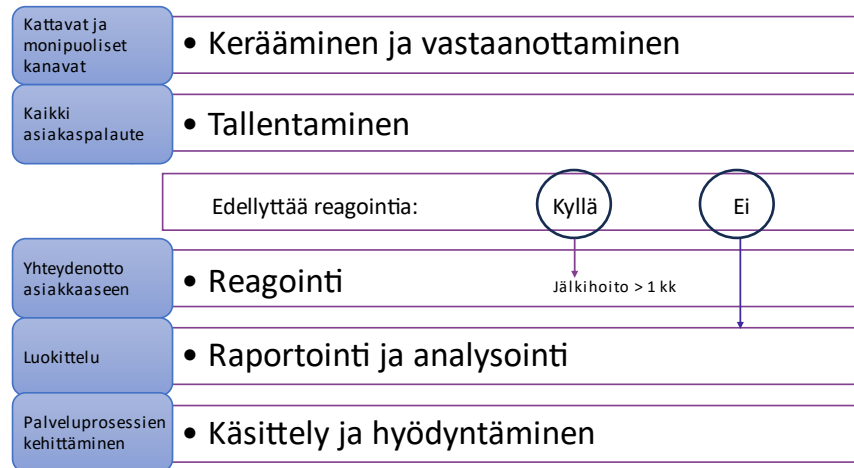 Kattavat ja
monipuoliset
kanavat
• Kerääminen ja vastaanottaminen
Kaikki
asiakaspalaute
• Tallentaminen
Edellyttää reagointia:
Kyllä
Ei
Yhteydenotto
asiakkaaseen
• Reagointi
Jälkihoito > 1 kk
Luokittelu
• Raportointi ja analysointi
Palveluprosessien
kehittäminen
• Käsittely ja hyödyntäminen